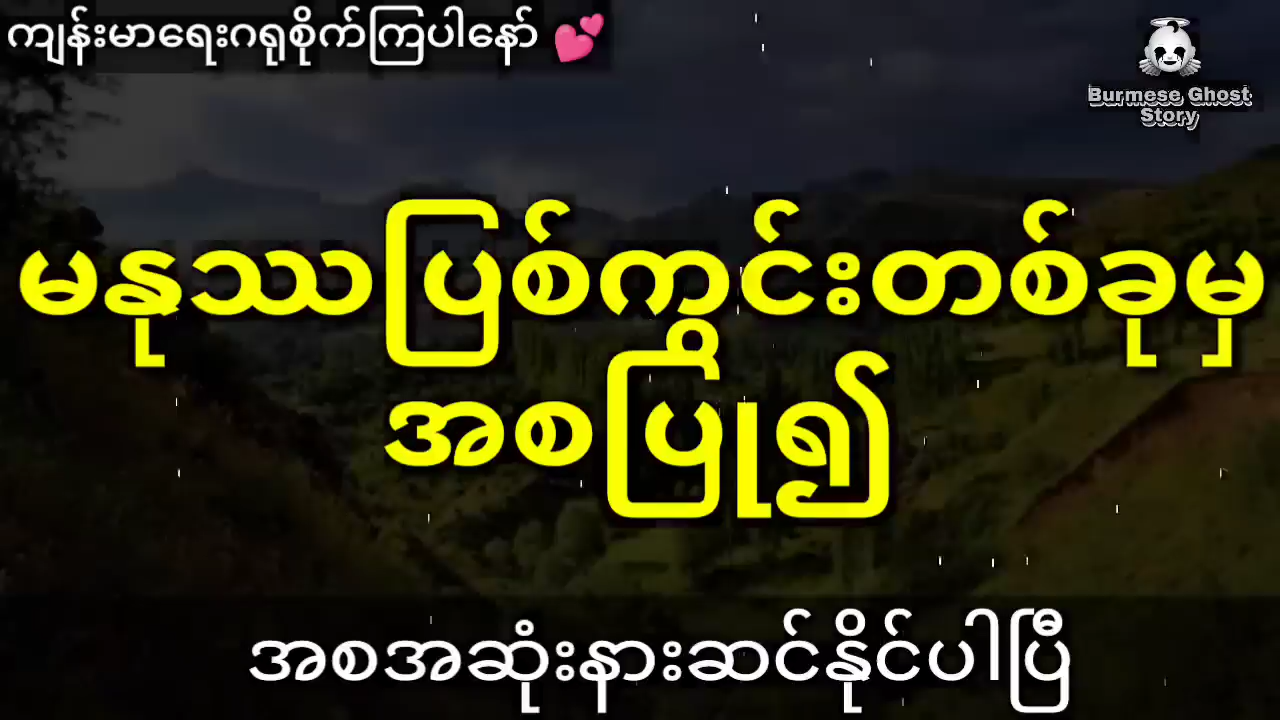 ကျန်းမာရေးဂရုစိုက်ကြပါနော် 💕
Burmese Ghost
Story
မနုဿပြစ်ကွင်းတစ်ခုမှ
အစပြု၍
အစအဆုံးနားဆင်နိုင်ပါပြီ